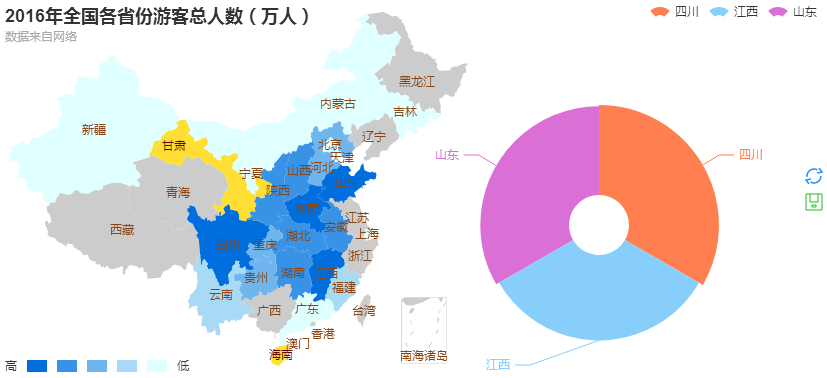 2016年全国各省份游客总人数（万人）
数据来自网络
四川 江西 山东
黑龙江
内蒙古
吉林
新疆
辽宁
北京
甘肃
天津
宁夏
山西
河北
山东
陕西
青海
河南
江苏
西藏
安徽
上海
湖北
四川
重庆
浙江
湖南
江西
贵州
福建
云南
广西
广东
台湾
香港
澳门
海南
南海诸岛
高 低
山东
四川
江西